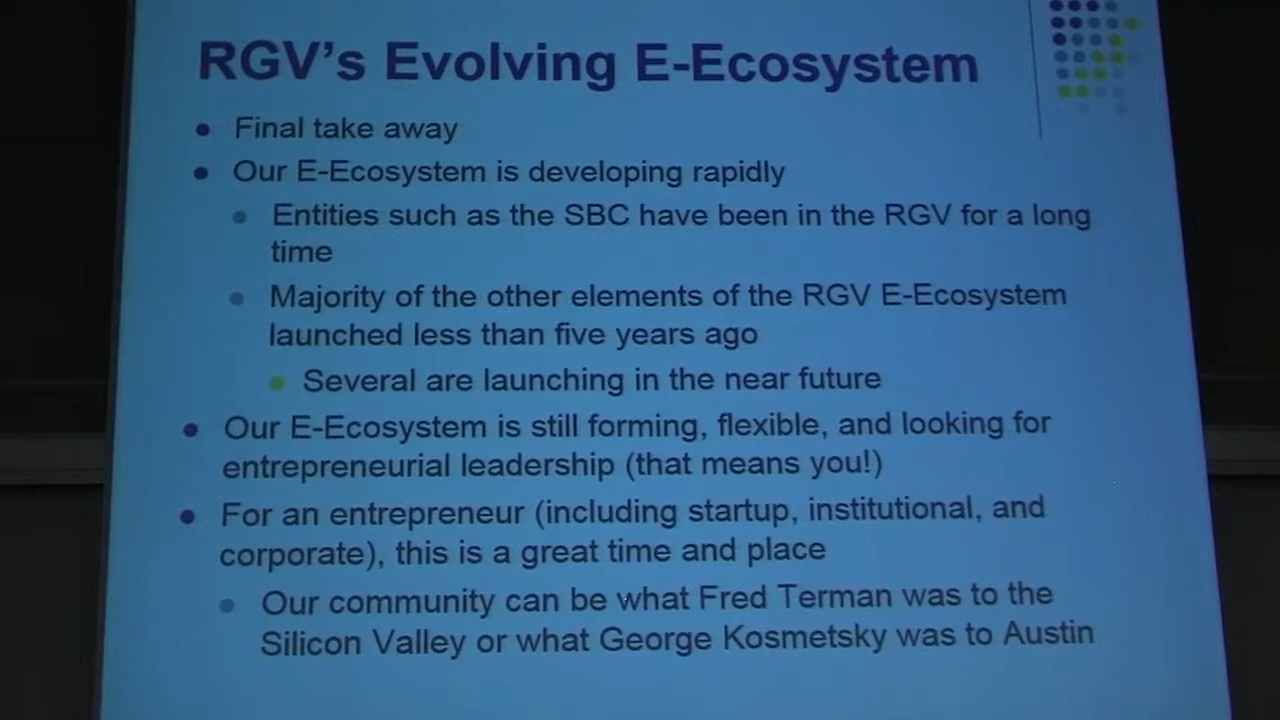 RGV's Evolving E-Ecosystem
Final take away
Our E-Ecosystem is developing rapidly
Entities such as the SBC have been in the RGV for a long
time
Majority of the other elements of the RGV E-Ecosystem
launched less than five years ago
Several are launching in the near future
Our E-Ecosystem is still forming, flexible, and looking for
entrepreneurial leadership (that means you!)
For an entrepreneur (including startup, institutional, and
corporate), this is a great time and place
Our community can be what Fred Terman was to the
Silicon Valley or what George Kosmetsky was to Austin